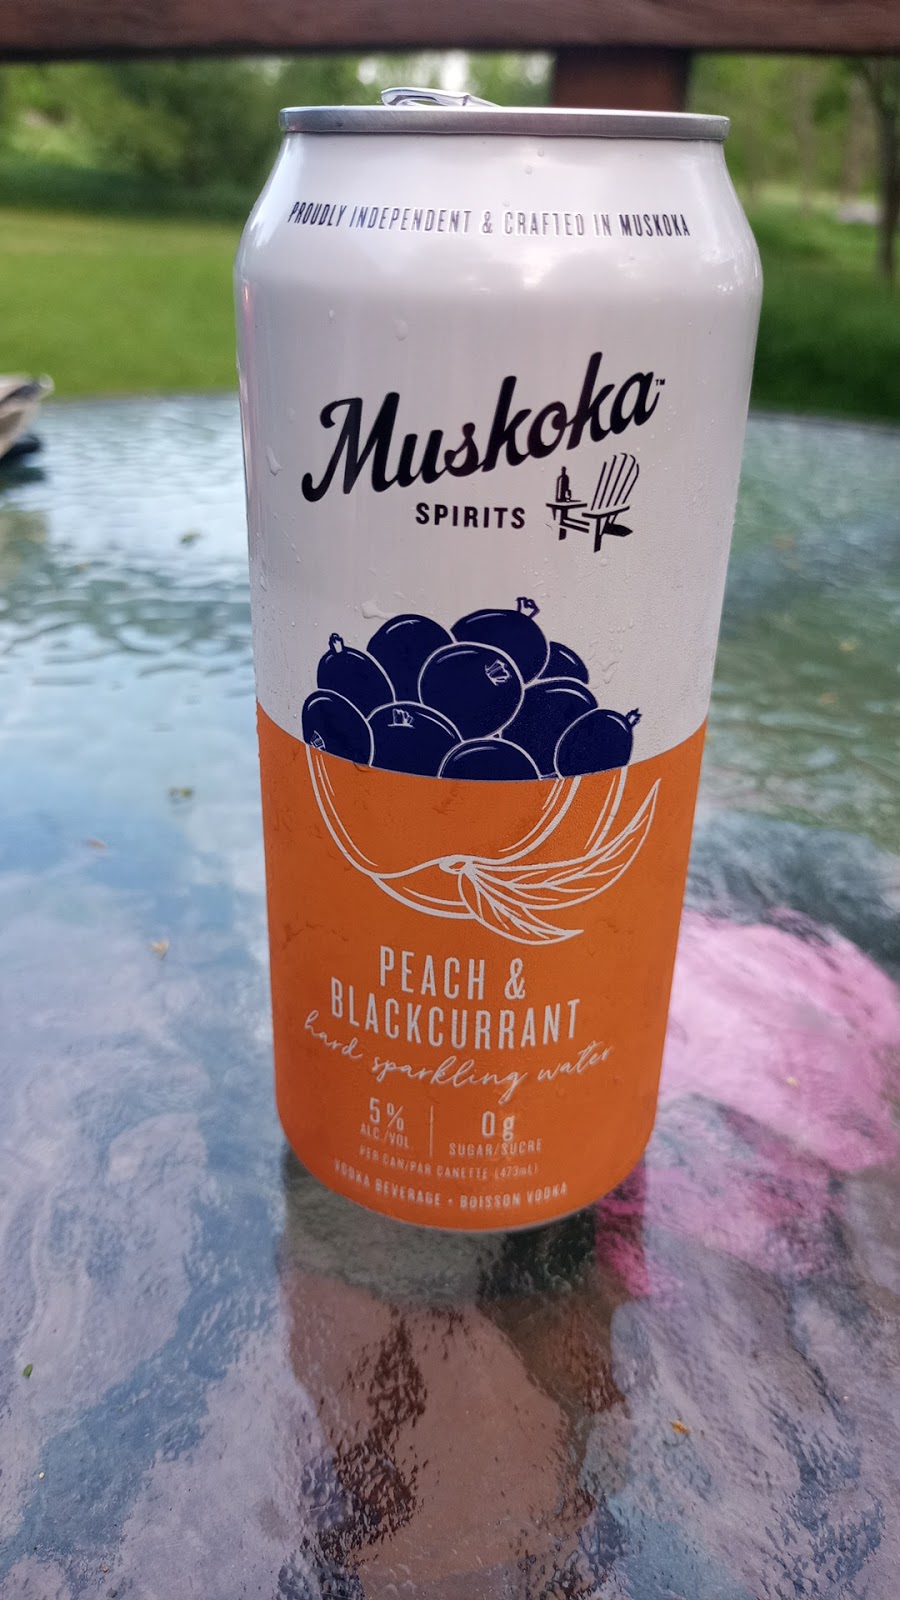 PROUDLY INDEPENDENT & CRAFTED IN MUSKOKA
Muskoka™
SPIRITS
PEACH &
BLACKCURRANT
hard sparkling water
5% 0g
ALC./VOL SUGAR/SUCRE
PER CAN/PAR CANETTE (473mL)
VODKA BEVERAGE • BOISSON VODKA